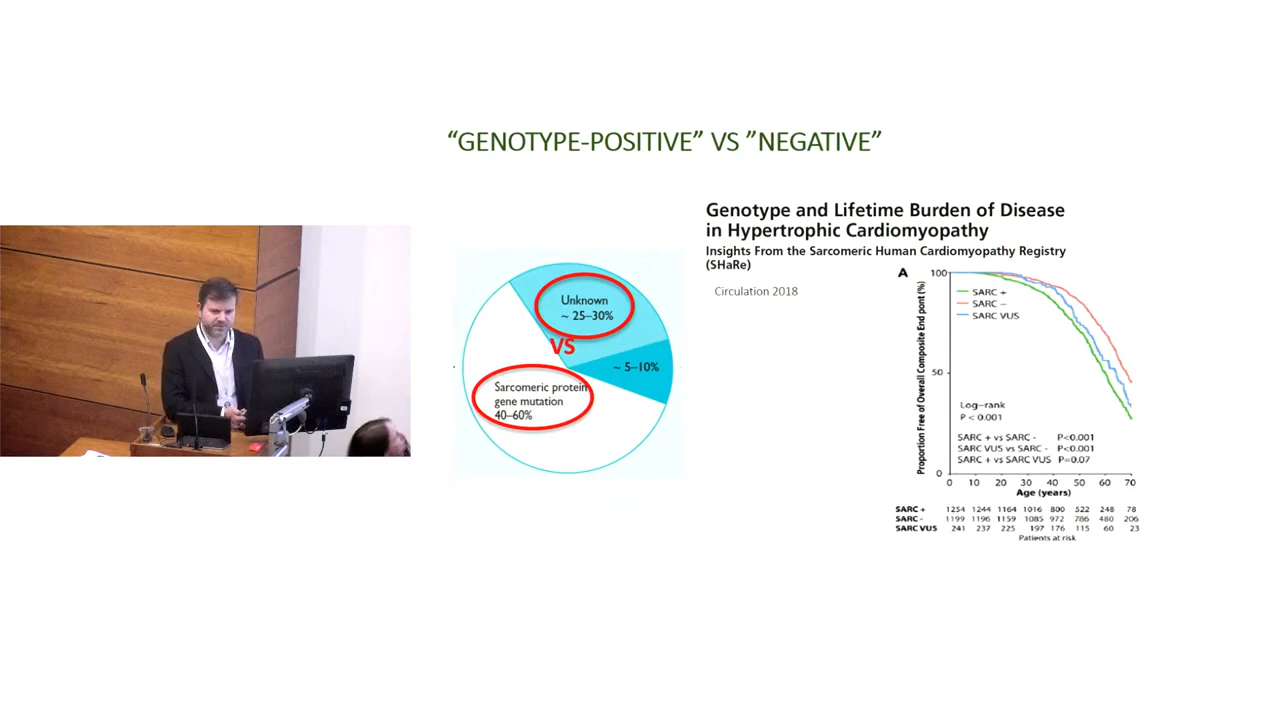 “GENOTYPE-POSITIVE” VS ”NEGATIVE”
Unknown
~ 25–30%
VS
~ 5–10%
Sarcomeric protein
gene mutation
40–60%
Genotype and Lifetime Burden of Disease
in Hypertrophic Cardiomyopathy
Insights From the Sarcomeric Human Cardiomyopathy Registry
(SHaRe)
Circulation 2018
A
Proportion Free of Overall Composite End pont (%)
100
50
0
SARC +
SARC –
SARC VUS
Log-rank
P < 0.001
SARC + vs SARC - P<0.001
SARC VUS vs SARC - P<0.001
SARC + vs SARC VUS P=0.07
0 10 20 30 40 50 60 70
Age (years)
SARC + 1254 1244 1164 1016 800 522 248 78
SARC - 1199 1196 1159 1085 972 786 480 206
SARC VUS 241 237 225 197 176 115 60 23
Patients at risk